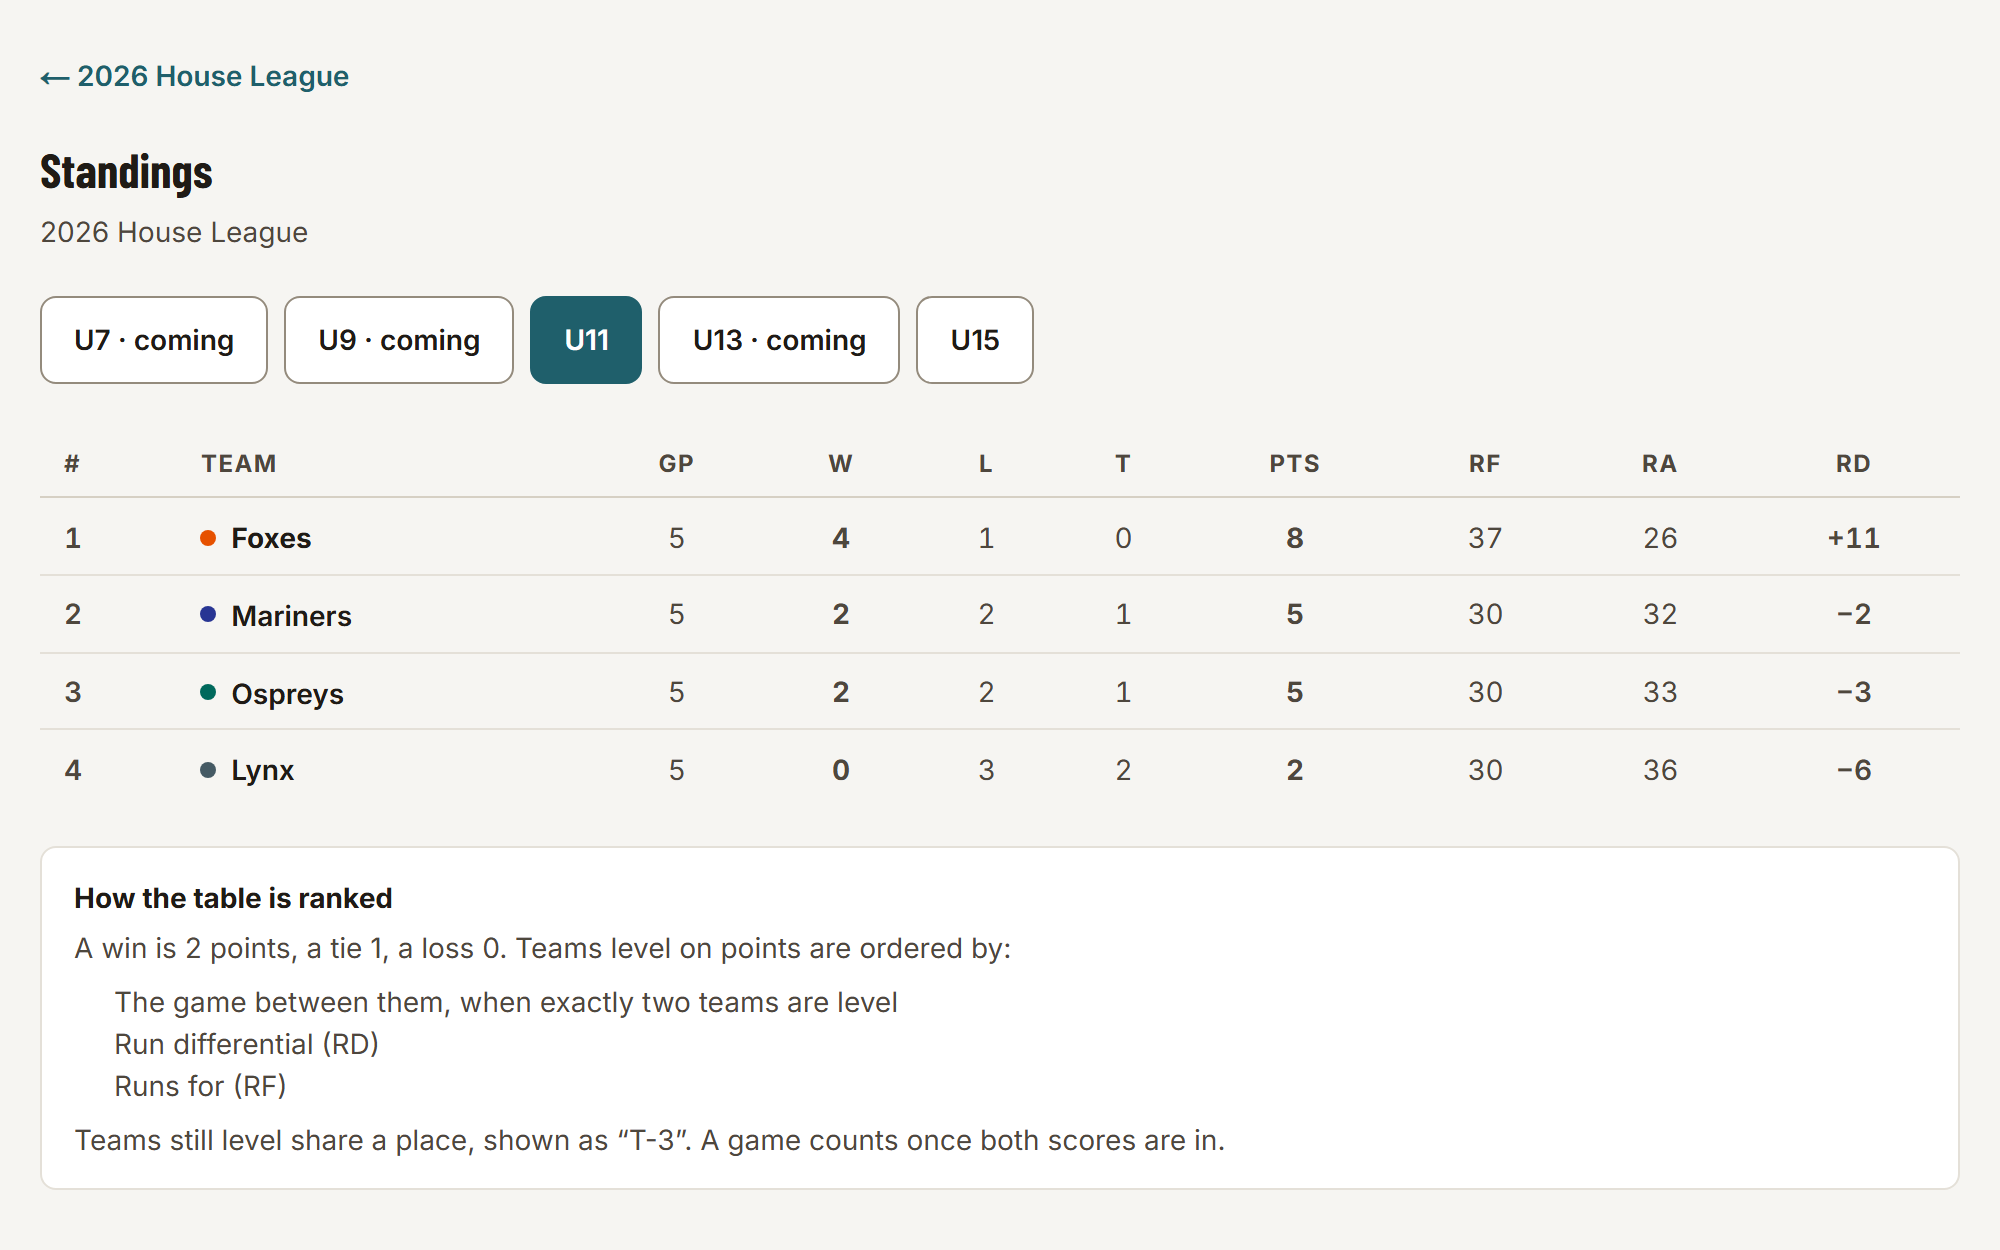 ← 2026 House League
Standings
2026 House League
U7 · coming U9 · coming U11 U13 · coming U15
# TEAM GP W L T PTS RF RA RD
1 Foxes 5 4 1 0 8 37 26 +11
2 Mariners 5 2 2 1 5 30 32 −2
3 Ospreys 5 2 2 1 5 30 33 −3
4 Lynx 5 0 3 2 2 30 36 −6
How the table is ranked
A win is 2 points, a tie 1, a loss 0. Teams level on points are ordered by:
The game between them, when exactly two teams are level
Run differential (RD)
Runs for (RF)
Teams still level share a place, shown as “T-3”. A game counts once both scores are in.